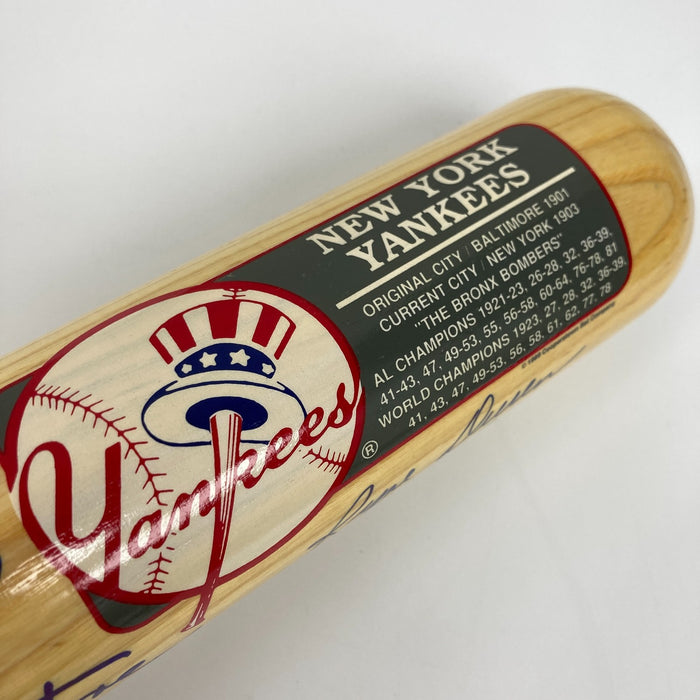 NEW YORK
YANKEES
ORIGINAL CITY / BALTIMORE 1901
CURRENT CITY / NEW YORK 1903
"THE BRONX BOMBERS"
AL CHAMPIONS 1921-23, 26-28, 32, 36-39,
41-43, 47, 49-53, 55, 56-58, 60-64, 76-78, 81
WORLD CHAMPIONS 1923, 27, 28, 32, 36-39,
41, 43, 47, 49-53, 56, 58, 61, 62, 77, 78
Yankees
®